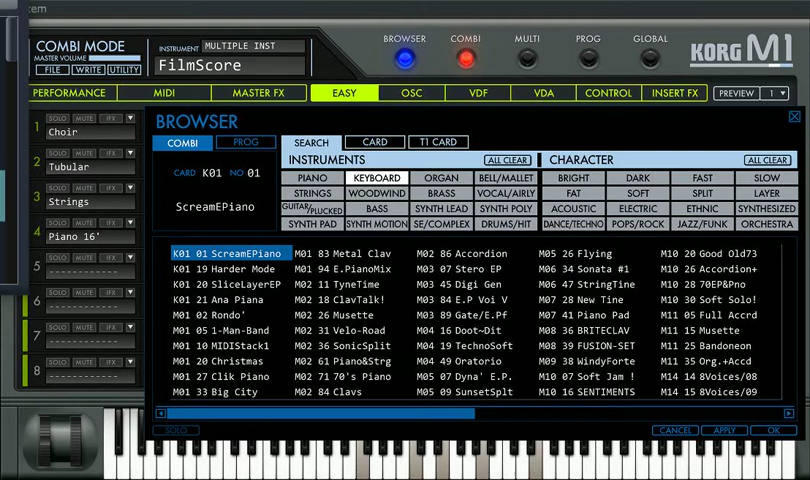 stem
COMBI MODE
MASTER VOLUME
FILE WRITE UTILITY
INSTRUMENT MULTIPLE INST
FilmScore
BROWSER COMBI MULTI PROG GLOBAL
KORG M1
PERFORMANCE MIDI MASTER FX EASY OSC VDF VDA CONTROL INSERT FX PREVIEW 1
1 SOLO MUTE IFX
Choir
2 SOLO MUTE IFX
Tubular
3 SOLO MUTE IFX
Strings
4 SOLO MUTE IFX
Piano 16'
5 SOLO MUTE IFX
6 SOLO MUTE IFX
7 SOLO MUTE IFX
8 SOLO MUTE IFX
BROWSER
COMBI PROG
CARD K01 NO 01
ScreamEPiano
SEARCH CARD T1 CARD
INSTRUMENTS ALL CLEAR CHARACTER ALL CLEAR
PIANO KEYBOARD ORGAN BELL/MALLET BRIGHT DARK FAST SLOW
STRINGS WOODWIND BRASS VOCAL/AIRLY FAT SOFT SPLIT LAYER
GUITAR/PLUCKED BASS SYNTH LEAD SYNTH POLY ACOUSTIC ELECTRIC ETHNIC SYNTHESIZED
SYNTH PAD SYNTH MOTION SE/COMPLEX DRUMS/HIT DANCE/TECHNO POPS/ROCK JAZZ/FUNK ORCHESTRA
K01 01 ScreamEPiano M01 83 Metal Clav M02 86 Accordion M05 26 Flying M10 20 Good Old73
K01 19 Harder Mode M01 94 E.PianoMix M03 05 Stereo EP M06 34 Sonata #1 M10 26 Accordion+
K01 20 SliceLayerEP M02 11 TyneTime M03 45 Digi Gen M06 47 StringTine M10 28 70EP&Pno
K01 21 Ana Piana M02 18 ClavTalk! M03 84 E.P Voi V M07 28 New Tine M10 30 Soft Solo!
M01 02 Rondo' M02 26 Musette M03 89 Gate/E.Pf M07 41 Piano Pad M11 05 Full Accrd
M01 05 1-Man-Band M02 31 Velo-Road M04 16 Doot~Dit M08 36 BRITECLAV M11 15 Musette
M01 10 MIDIStack1 M02 36 SonicSplit M04 19 TechnoSoft M08 39 FUSION-SET M11 25 Bandoneon
M01 20 Christmas M02 61 Piano&Strg M04 49 Oratorio M09 38 WindyForte M11 35 Org.+Accd
M01 27 Clik Piano M02 71 70's Piano M05 07 Dyna' E.P. M10 07 Soft Jam ! M14 15 8Voices/08
M01 33 Big City M02 84 Clavs M05 09 SunsetSplt M10 16 SENTIMENTS M14 15 8Voices/09
SOLO CANCEL APPLY OK